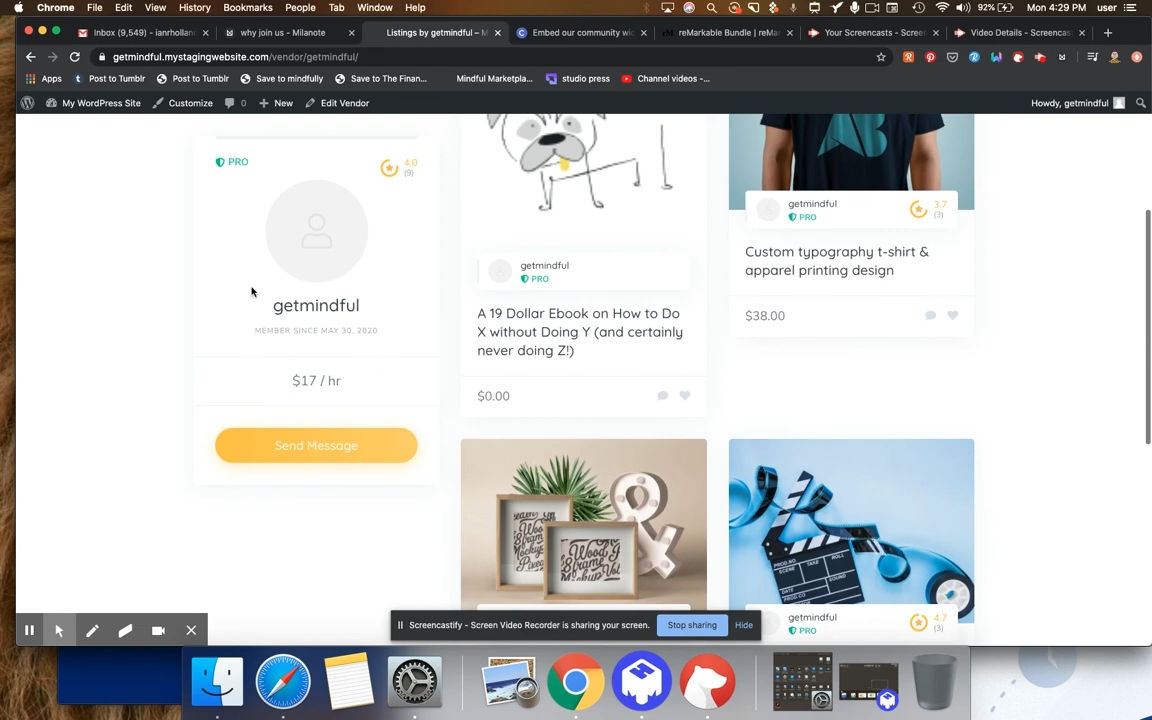 Chrome File Edit View History Bookmarks People Tab Window Help 92% Mon 4:29 PM user
Inbox (9,549) - ianrholland why join us - Milanote Listings by getmindful – M Embed our community wi reMarkable Bundle | reMar Your Screencasts - Screen Video Details - Screencast
getmindful.mystagingwebsite.com/vendor/getmindful/
Apps Post to Tumblr Post to Tumblr Save to mindfully Save to The Finan... Mindful Marketpla... studio press Channel videos -...
My WordPress Site Customize 0 New Edit Vendor Howdy, getmindful
PRO 4.0
(9)
getmindful
MEMBER SINCE MAY 30, 2020
$17 / hr
Send Message
getmindful
PRO
A 19 Dollar Ebook on How to Do
X without Doing Y (and certainly
never doing Z!)
$0.00
getmindful 3.7
PRO (3)
Custom typography t-shirt &
apparel printing design
$38.00
&
getmindful 4.7
PRO (3)
Screencastify - Screen Video Recorder is sharing your screen. Stop sharing Hide